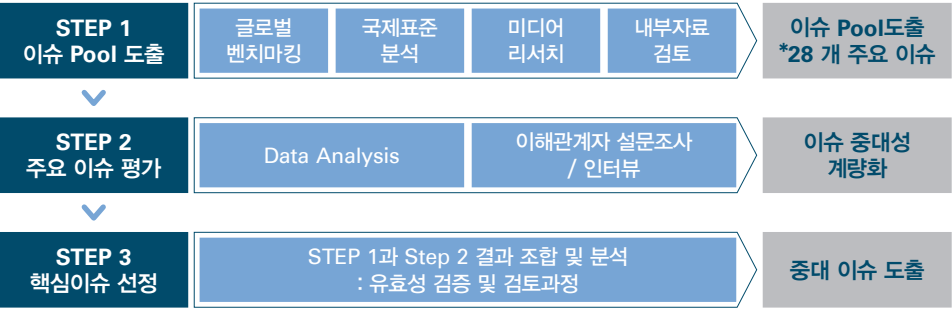 STEP 1
이슈 Pool 도출
글로벌
벤치마킹
국제표준
분석
미디어
리서치
내부자료
검토
이슈 Pool도출
*28 개 주요 이슈
STEP 2
주요 이슈 평가
Data Analysis
이해관계자 설문조사
/ 인터뷰
이슈 중대성
계량화
STEP 3
핵심이슈 선정
STEP 1과 Step 2 결과 조합 및 분석
: 유효성 검증 및 검토과정
중대 이슈 도출